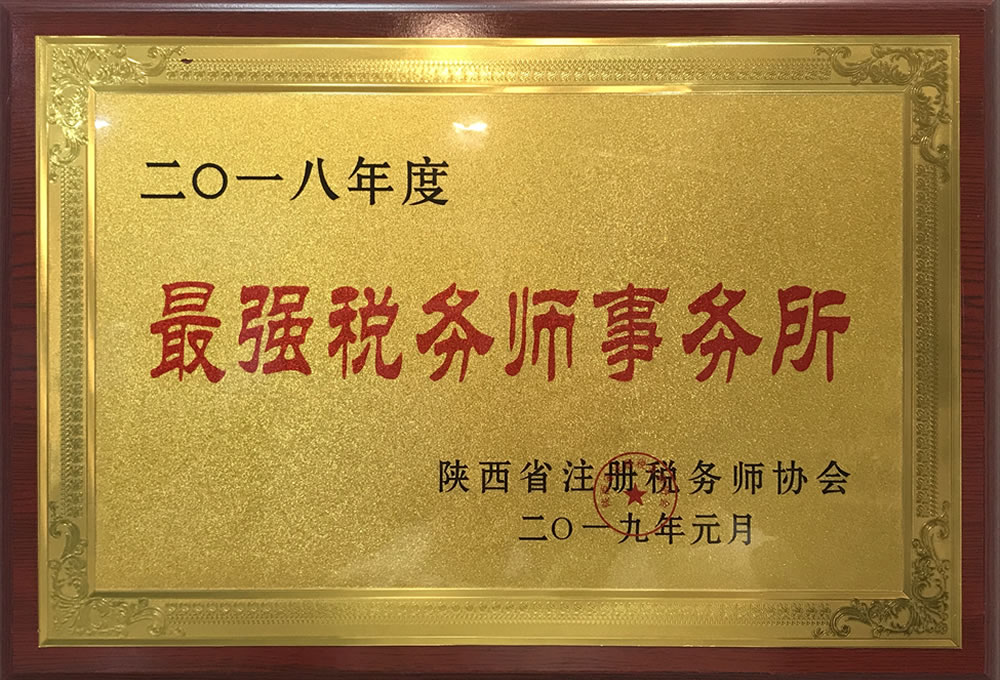 二〇一八年度
最强税务师事务所
陕西省注册税务师协会
二〇一九年元月